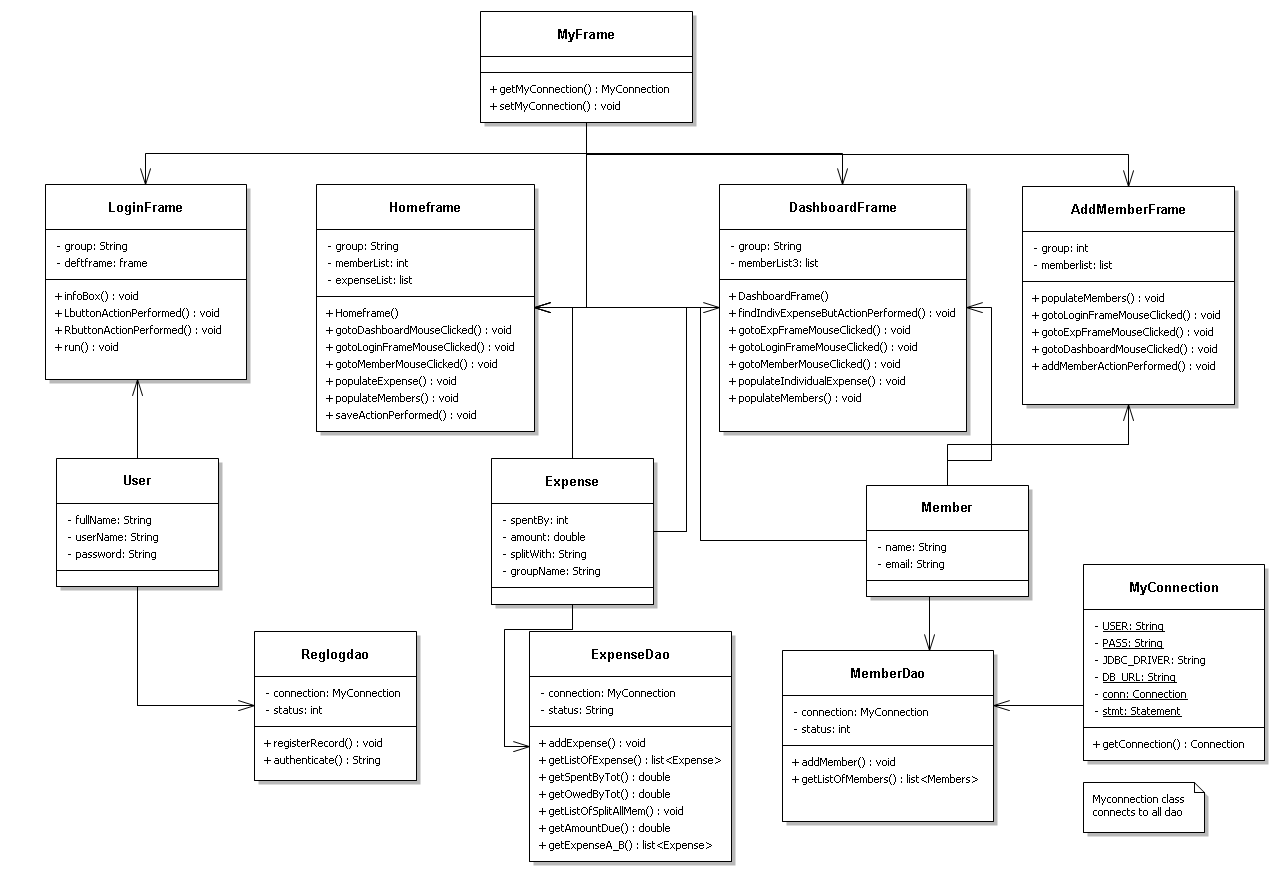 MyFrame
+ getMyConnection() : MyConnection
+ setMyConnection() : void
LoginFrame
- group: String
- deftframe: frame
+ infoBox() : void
+ LbuttonActionPerformed() : void
+ RbuttonActionPerformed() : void
+ run() : void
Homeframe
- group: String
- memberList: int
- expenseList: list
+ Homeframe()
+ gotoDashboardMouseClicked() : void
+ gotoLoginFrameMouseClicked() : void
+ gotoMemberMouseClicked() : void
+ populateExpense() : void
+ populateMembers() : void
+ saveActionPerformed() : void
DashboardFrame
- group: String
- memberList3: list
+ DashboardFrame()
+ findIndivExpenseButActionPerformed() : void
+ gotoExpFrameMouseClicked() : void
+ gotoLoginFrameMouseClicked() : void
+ gotoMemberMouseClicked() : void
+ populateIndividualExpense() : void
+ populateMembers() : void
AddMemberFrame
- group: int
- memberlist: list
+ populateMembers() : void
+ gotoLoginFrameMouseClicked() : void
+ gotoExpFrameMouseClicked() : void
+ gotoDashboardMouseClicked() : void
+ addMemberActionPerformed() : void
User
- fullName: String
- userName: String
- password: String
Expense
- spentBy: int
- amount: double
- splitWith: String
- groupName: String
Member
- name: String
- email: String
MyConnection
- USER: String
- PASS: String
- JDBC_DRIVER: String
- DB_URL: String
- conn: Connection
- stmt: Statement
+ getConnection() : Connection
Reglogdao
- connection: MyConnection
- status: int
+ registerRecord() : void
+ authenticate() : String
ExpenseDao
- connection: MyConnection
- status: String
+ addExpense() : void
+ getListOfExpense() : list<Expense>
+ getSpentByTot() : double
+ getOwedByTot() : double
+ getListOfSplitAllMem() : void
+ getAmountDue() : double
+ getExpenseA_B() : list<Expense>
MemberDao
- connection: MyConnection
- status: int
+ addMember() : void
+ getListOfMembers() : list<Members>
Myconnection class
connects to all dao